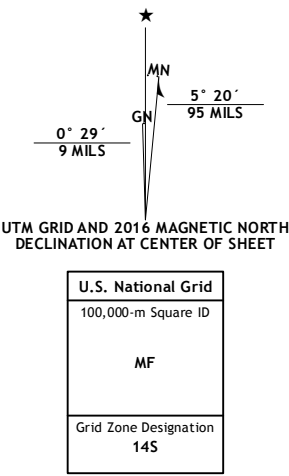 MN
5° 20´
95 MILS
GN
0° 29´
9 MILS
UTM GRID AND 2016 MAGNETIC NORTH
DECLINATION AT CENTER OF SHEET
U.S. National Grid
100,000-m Square ID
MF
Grid Zone Designation
14S